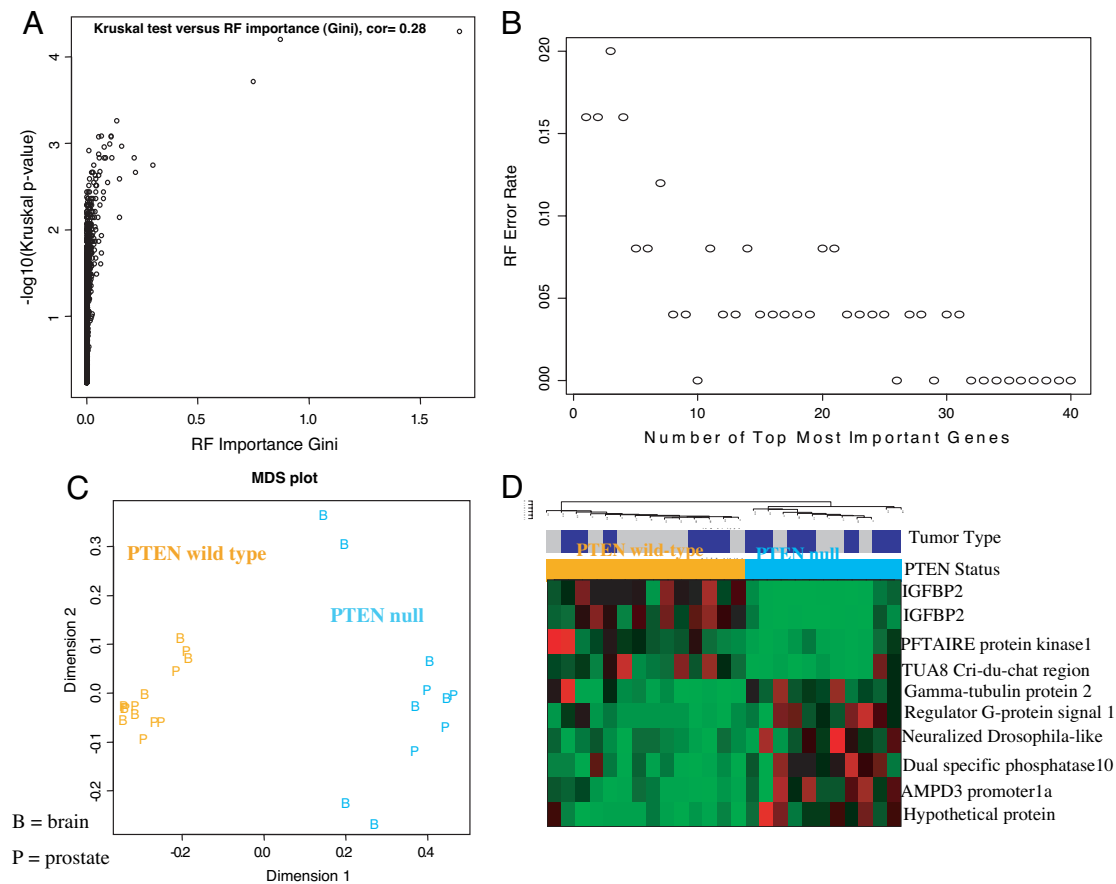 A
Kruskal test versus RF importance (Gini), cor= 0.28
-log10(Kruskal p-value)
4
3
2
1
0.0
0.5
1.0
1.5
RF Importance Gini
B
RF Error Rate
0.20
0.15
0.10
0.05
0.00
0
10
20
30
40
Number of Top Most Important Genes
C
MDS plot
PTEN wild type
PTEN null
Dimension 2
0.3
0.2
0.1
0.0
-0.1
-0.2
-0.2
0.0
0.2
0.4
Dimension 1
B = brain
P = prostate
D
Tumor Type
PTEN wild-type
PTEN null
PTEN Status
IGFBP2
IGFBP2
PFTAIRE protein kinase1
TUA8 Cri-du-chat region
Gamma-tubulin protein 2
Regulator G-protein signal 1
Neuralized Drosophila-like
Dual specific phosphatase10
AMPD3 promoter1a
Hypothetical protein